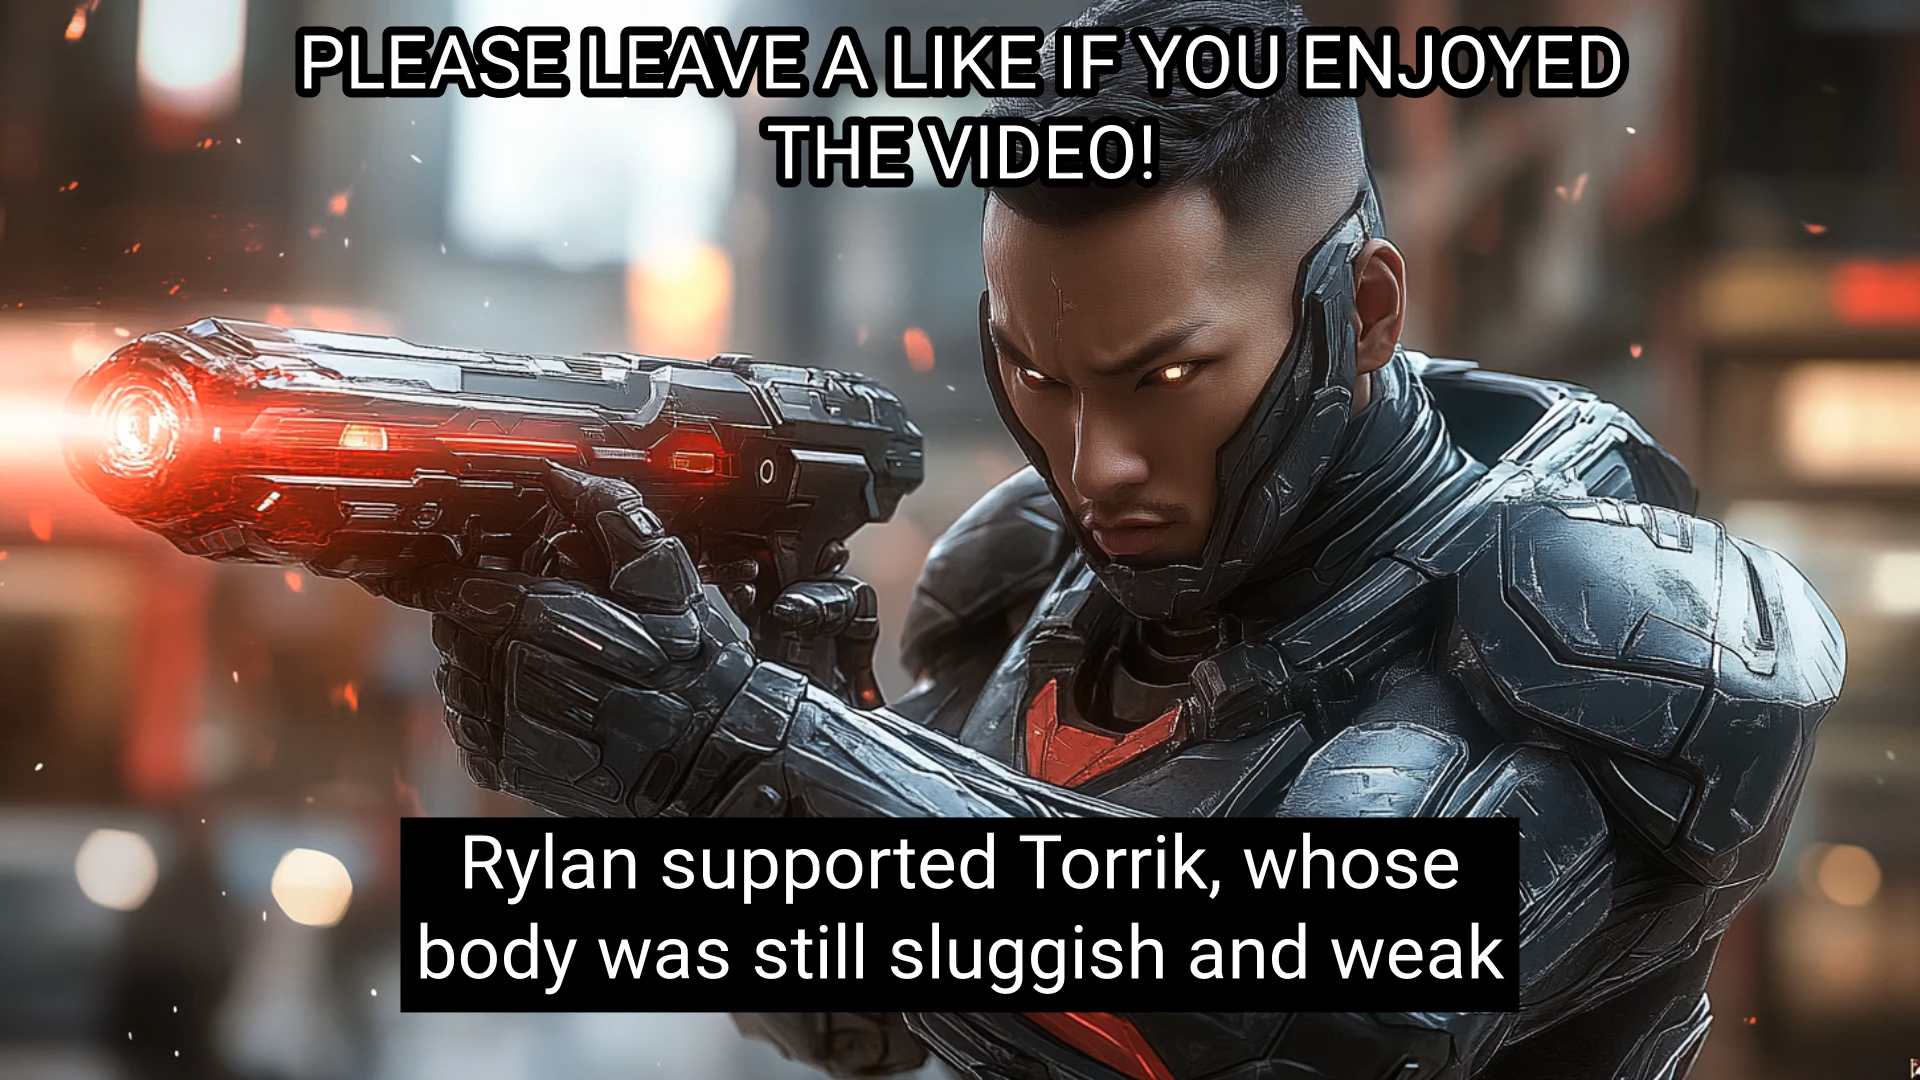 PLEASE LEAVE A LIKE IF YOU ENJOYED
THE VIDEO!
Rylan supported Torrik, whose
body was still sluggish and weak